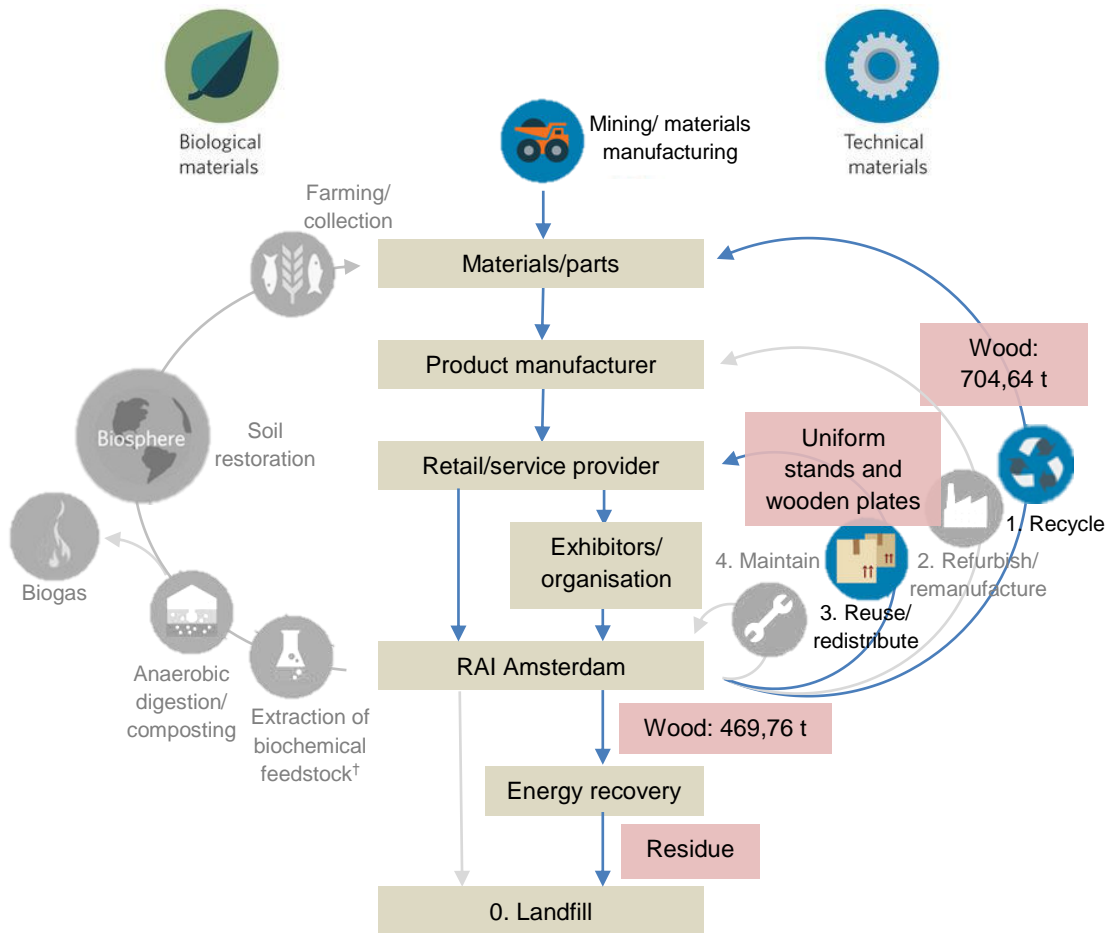 Biological
materials
Mining/ materials
manufacturing
Technical
materials
Farming/
collection
Materials/parts
Product manufacturer
Wood:
704,64 t
Biosphere
Soil
restoration
Retail/service provider
Uniform
stands and
wooden plates
1. Recycle
Exhibitors/
organisation
4. Maintain
2. Refurbish/
remanufacture
Biogas
3. Reuse/
redistribute
RAI Amsterdam
Anaerobic
digestion/
composting
Extraction of
biochemical
feedstock†
Wood: 469,76 t
Energy recovery
Residue
0. Landfill